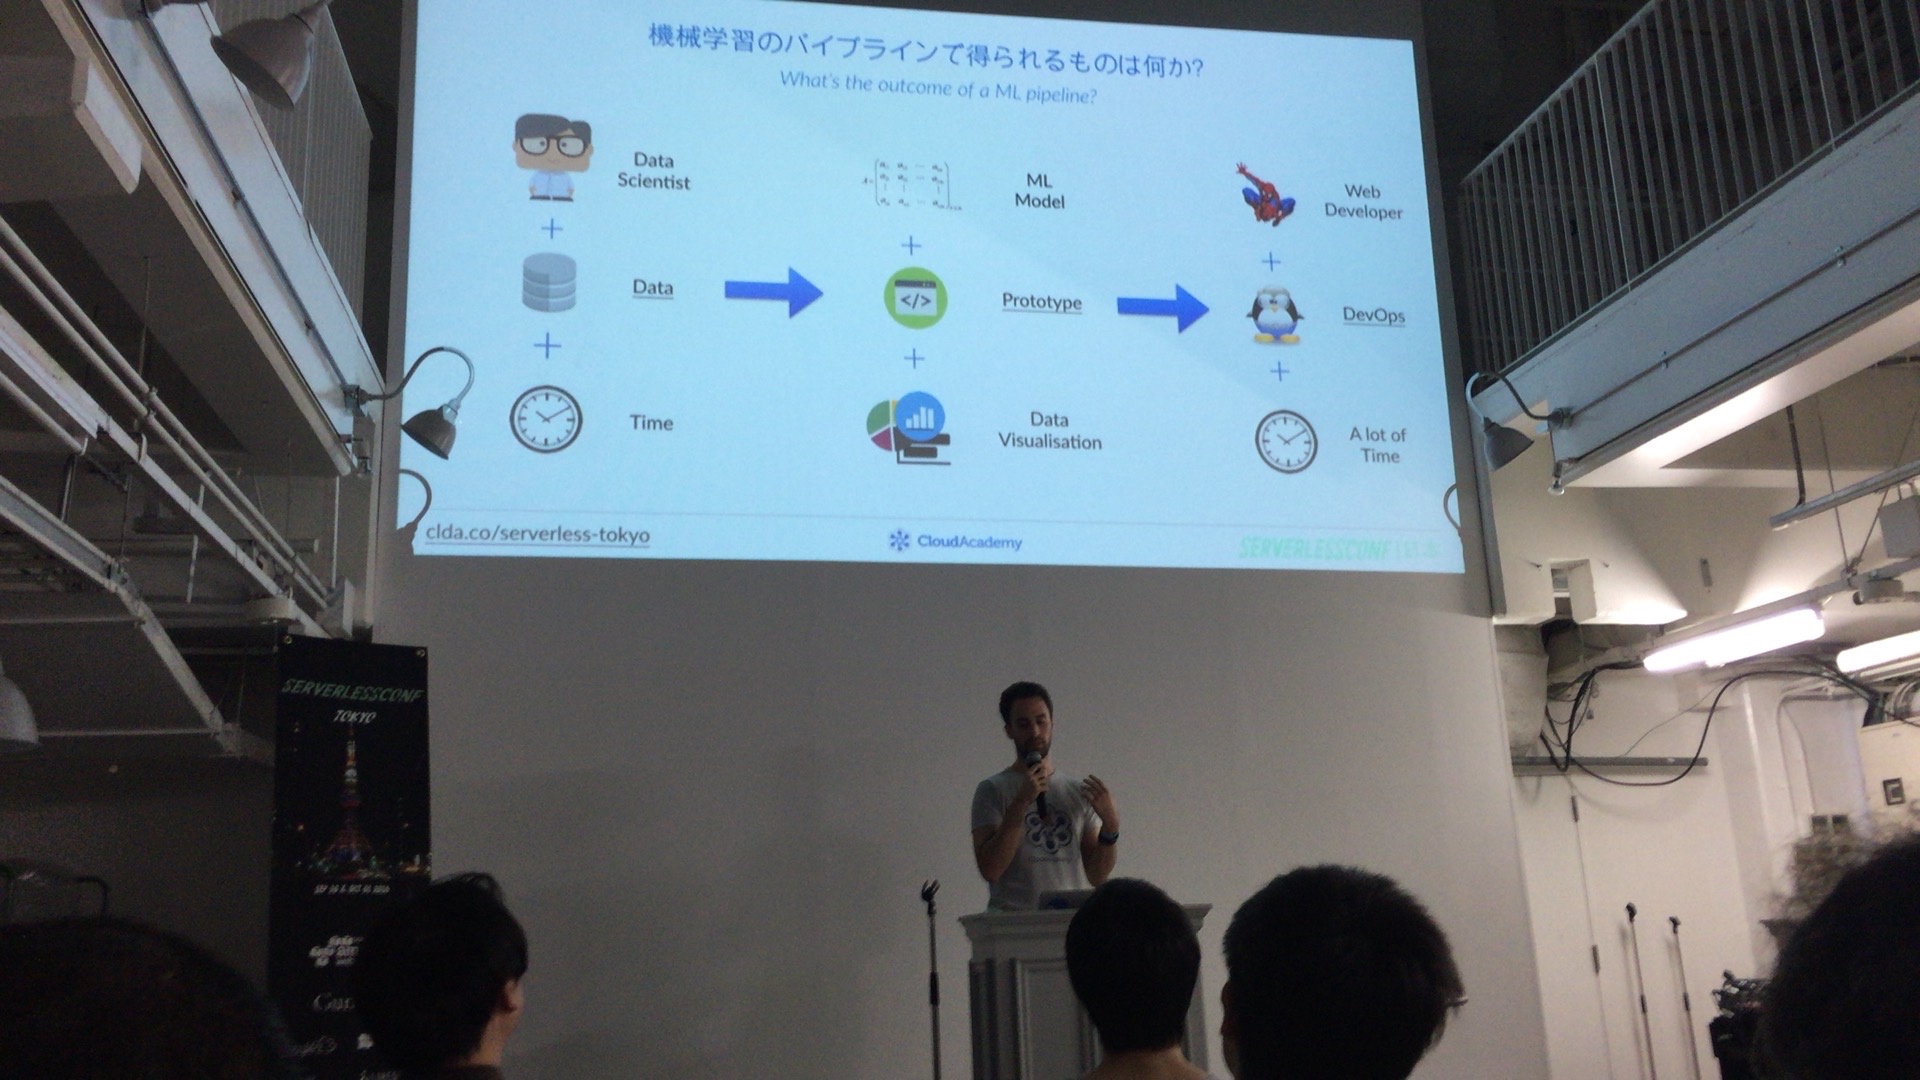 機械学習のパイプラインで得られるものは何か?
What's the outcome of a ML pipeline?
Data
Scientist
+
Data
+
Time
ML
Model
+
</>
Prototype
+
Data
Visualisation
Web
Developer
+
DevOps
+
A lot of
Time
clda.co/serverless-tokyo
CloudAcademy
SERVERLESSCONF
SERVERLESSCONF
TOKYO